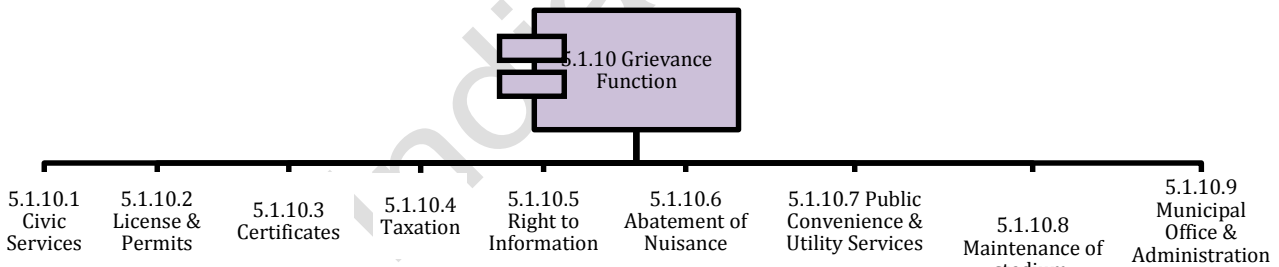 5.1.10 Grievance
Function
5.1.10.1
Civic
Services
5.1.10.2
License &
Permits
5.1.10.3
Certificates
5.1.10.4
Taxation
5.1.10.5
Right to
Information
5.1.10.6
Abatement of
Nuisance
5.1.10.7 Public
Convenience &
Utility Services
5.1.10.8
Maintenance of
stadium
5.1.10.9
Municipal
Office &
Administration